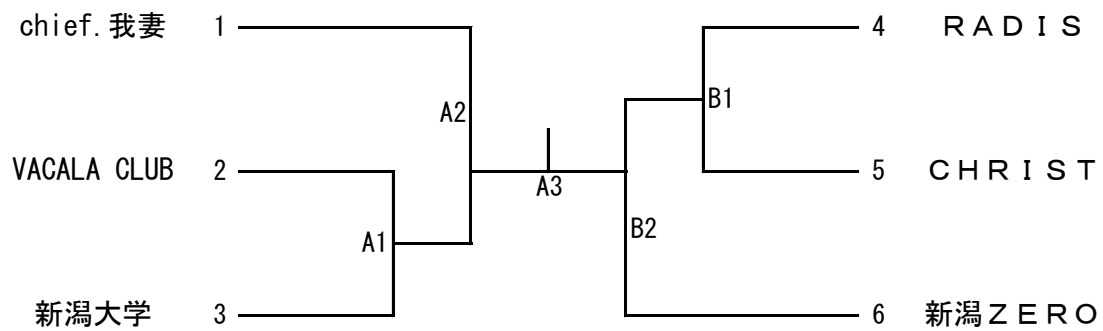 chief.我妻 1
4 ＲＡＤＩＳ
B1
A2
VACALA CLUB 2
5 ＣＨＲＩＳＴ
A3
B2
A1
新潟大学 3
6 新潟ＺＥＲＯ